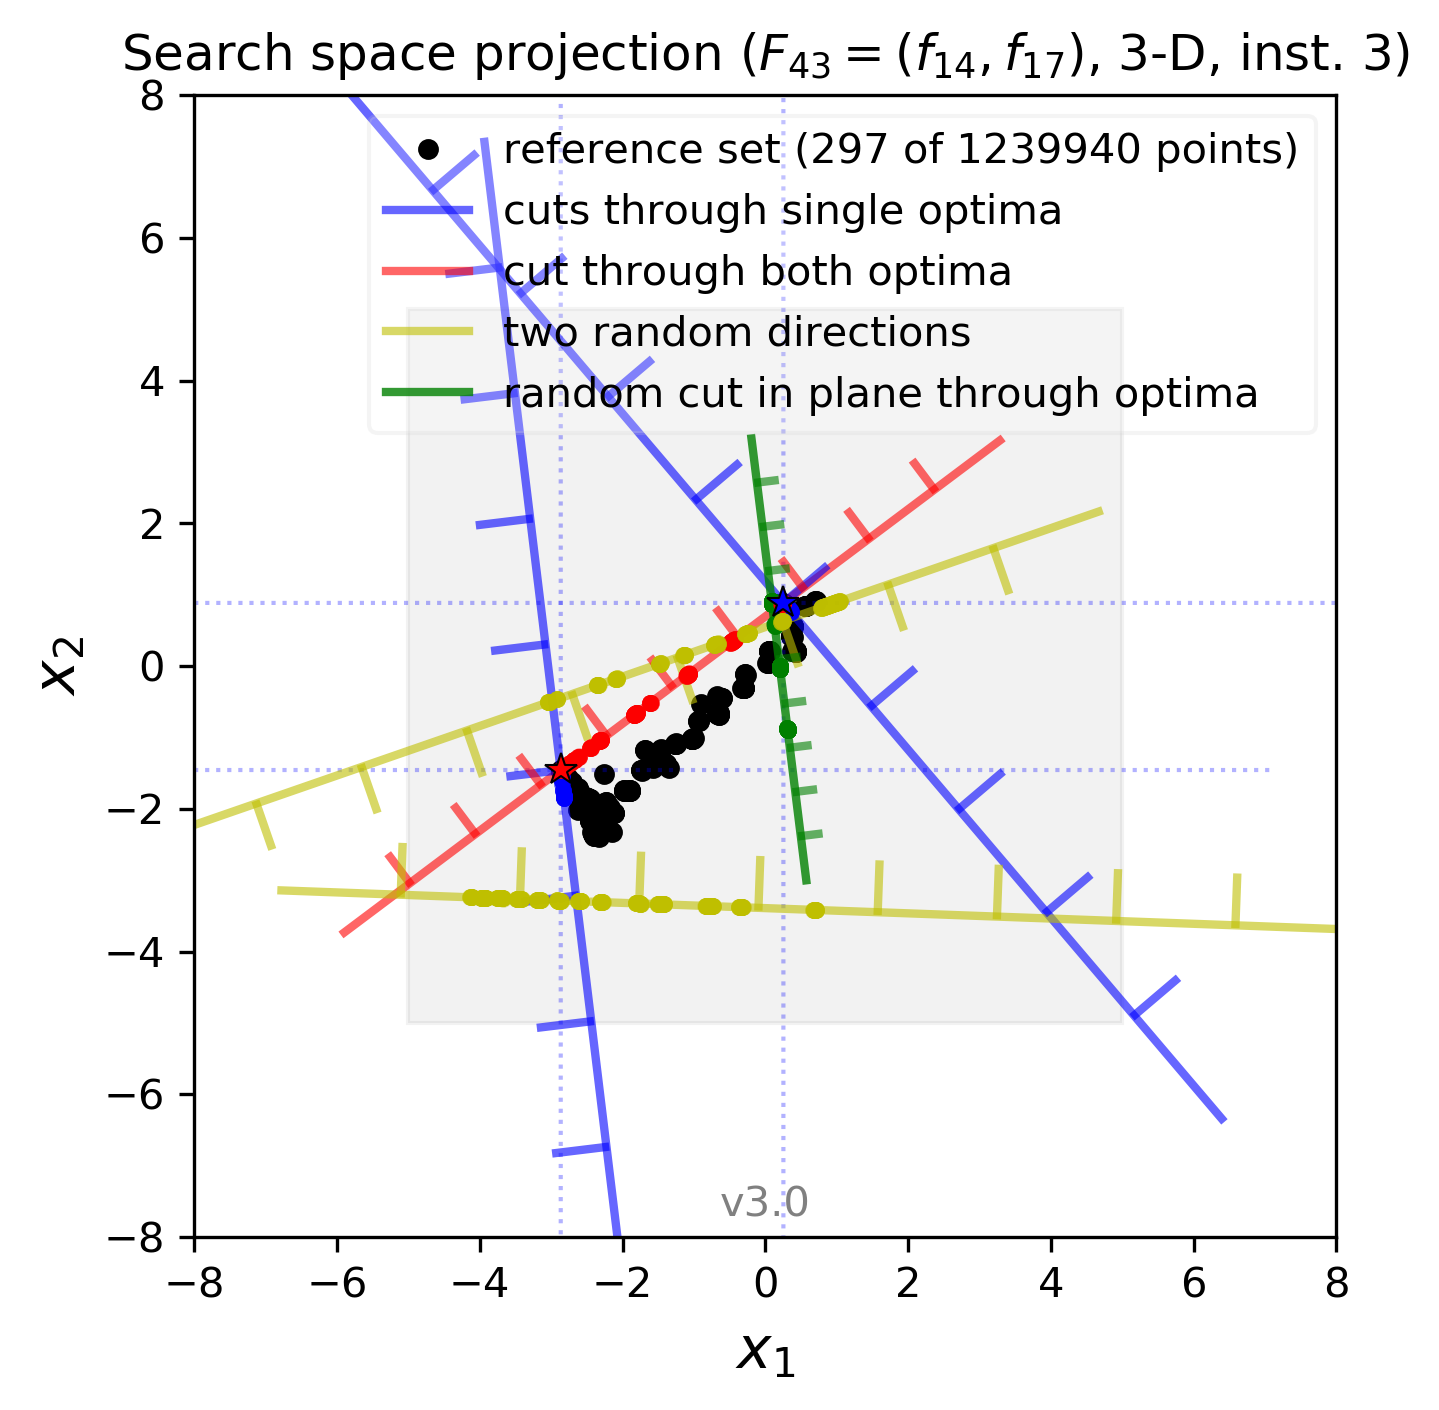 Search space projection (F43 = (f14, f17), 3-D, inst. 3)
8
6
4
2
0
−2
−4
−6
−8
x2
reference set (297 of 1239940 points)
cuts through single optima
cut through both optima
two random directions
random cut in plane through optima
v3.0
−8 −6 −4 −2 0 2 4 6 8
x1